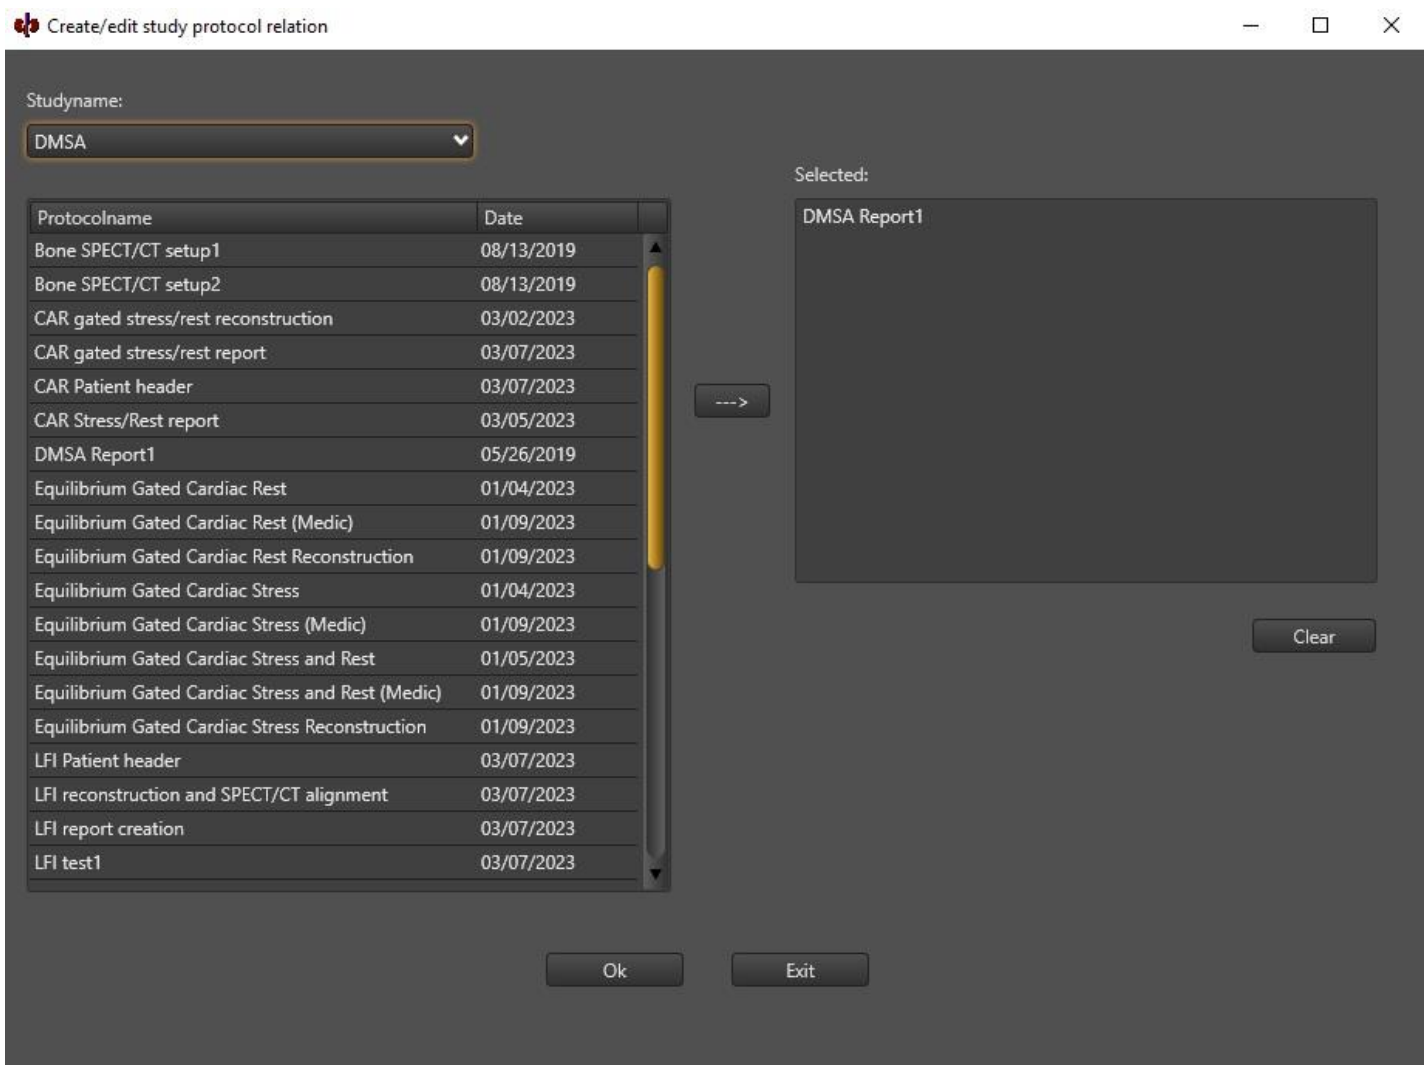 Create/edit study protocol relation
Studyname:
DMSA
Selected:
DMSA Report1
Protocolname Date
Bone SPECT/CT setup1 08/13/2019
Bone SPECT/CT setup2 08/13/2019
CAR gated stress/rest reconstruction 03/02/2023
CAR gated stress/rest report 03/07/2023
CAR Patient header 03/07/2023
CAR Stress/Rest report 03/05/2023
DMSA Report1 05/26/2019
Equilibrium Gated Cardiac Rest 01/04/2023
Equilibrium Gated Cardiac Rest (Medic) 01/09/2023
Equilibrium Gated Cardiac Rest Reconstruction 01/09/2023
Equilibrium Gated Cardiac Stress 01/04/2023
Equilibrium Gated Cardiac Stress (Medic) 01/09/2023
Equilibrium Gated Cardiac Stress and Rest 01/05/2023
Equilibrium Gated Cardiac Stress and Rest (Medic) 01/09/2023
Equilibrium Gated Cardiac Stress Reconstruction 01/09/2023
LFI Patient header 03/07/2023
LFI reconstruction and SPECT/CT alignment 03/07/2023
LFI report creation 03/07/2023
LFI test1 03/07/2023
--->
Clear
Ok
Exit